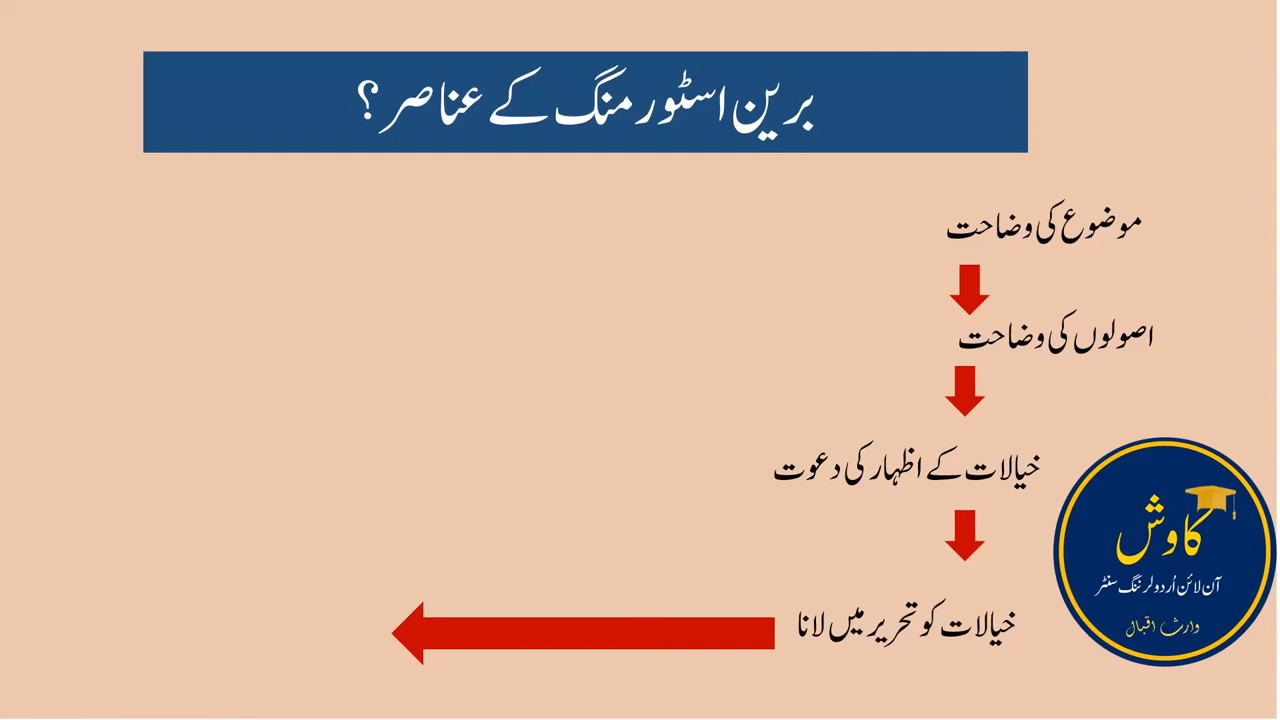 برین اسٹورمنگ کے عناصر؟
موضوع کی وضاحت
اصولوں کی وضاحت
خیالات کے اظہار کی دعوت
خیالات کو تحریر میں لانا
کاوش
آن لائن اُردو لرننگ سنٹر
وارث اقبال